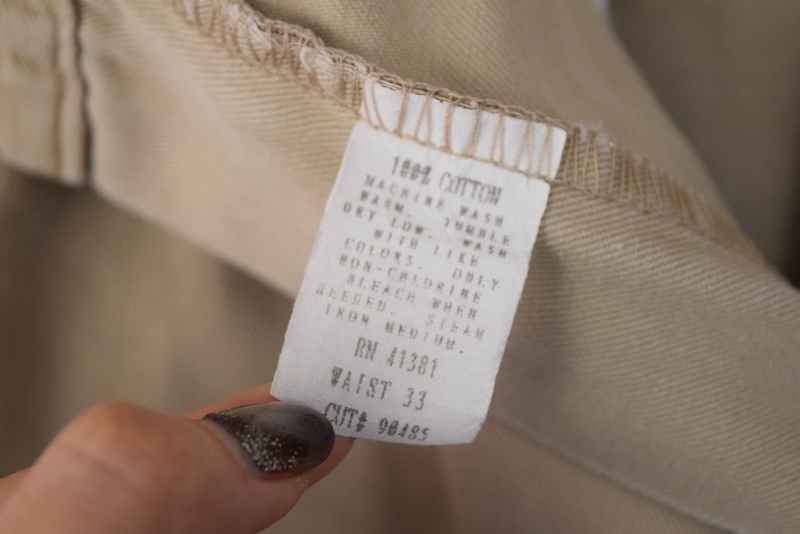 100% COTTON
MACHINE WASH
WARM. TUMBLE
DRY LOW. WASH
WITH LIKE
COLORS. ONLY
NON-CHLORINE
BLEACH WHEN
NEEDED. STEAM
IRON MEDIUM.
RN 41381
WAIST 33
CUT# 90485